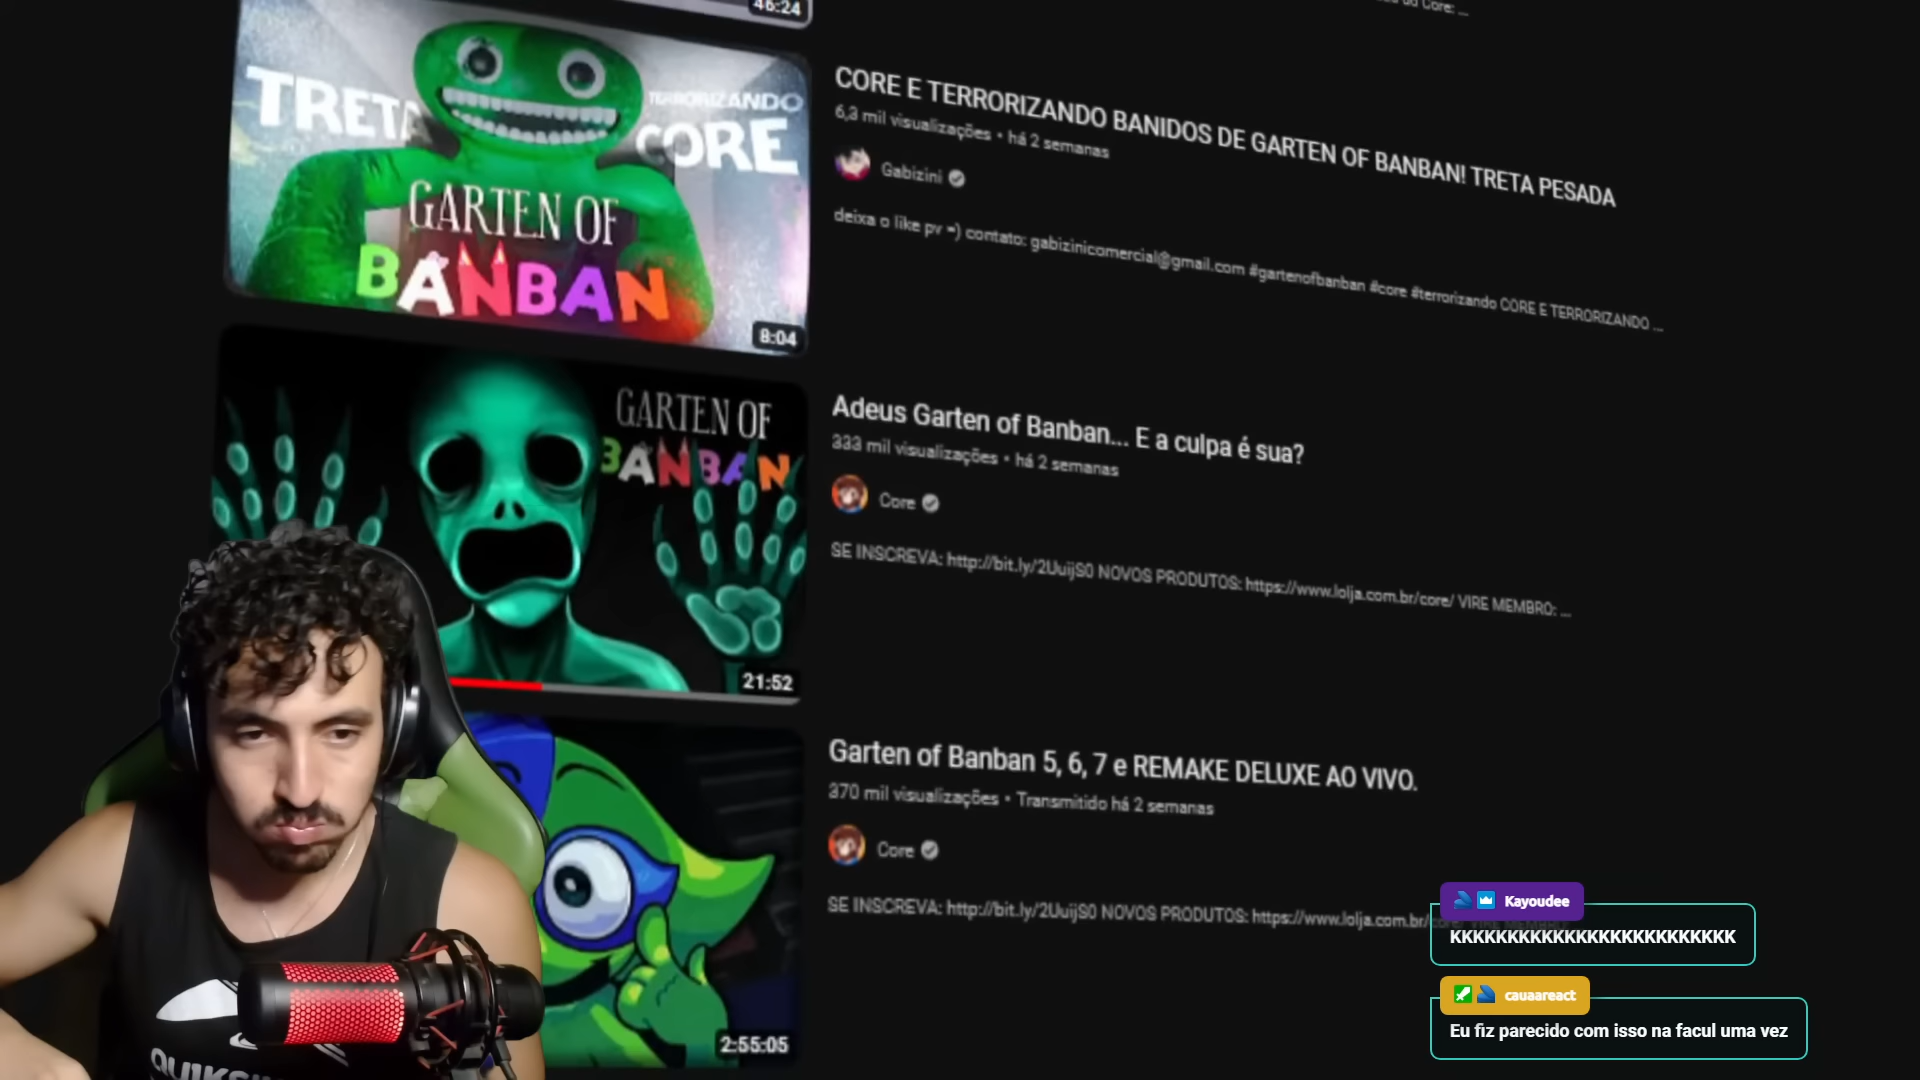 46:24
Core: ...
TRETA
TERRORIZANDO
CORE
GARTEN OF
BANBAN
8:04
CORE E TERRORIZANDO BANIDOS DE GARTEN OF BANBAN! TRETA PESADA
6,3 mil visualizações • há 2 semanas
Gabizini
deixa o like pv =) contato: gabizinicomercial@gmail.com #gartenofbanban #core #terrorizando CORE E TERRORIZANDO ...
GARTEN OF
BANBAN
21:52
Adeus Garten of Banban... E a culpa é sua?
333 mil visualizações • há 2 semanas
Core
SE INSCREVA: http://bit.ly/2UuijS0 NOVOS PRODUTOS: https://www.lolja.com.br/core/ VIRE MEMBRO: ...
2:55:05
Garten of Banban 5, 6, 7 e REMAKE DELUXE AO VIVO.
370 mil visualizações • Transmitido há 2 semanas
Core
SE INSCREVA: http://bit.ly/2UuijS0 NOVOS PRODUTOS: https://www.lolja.com.br/
Kayoudee
KKKKKKKKKKKKKKKKKKKKKKKKK
cauaareact
Eu fiz parecido com isso na facul uma vez